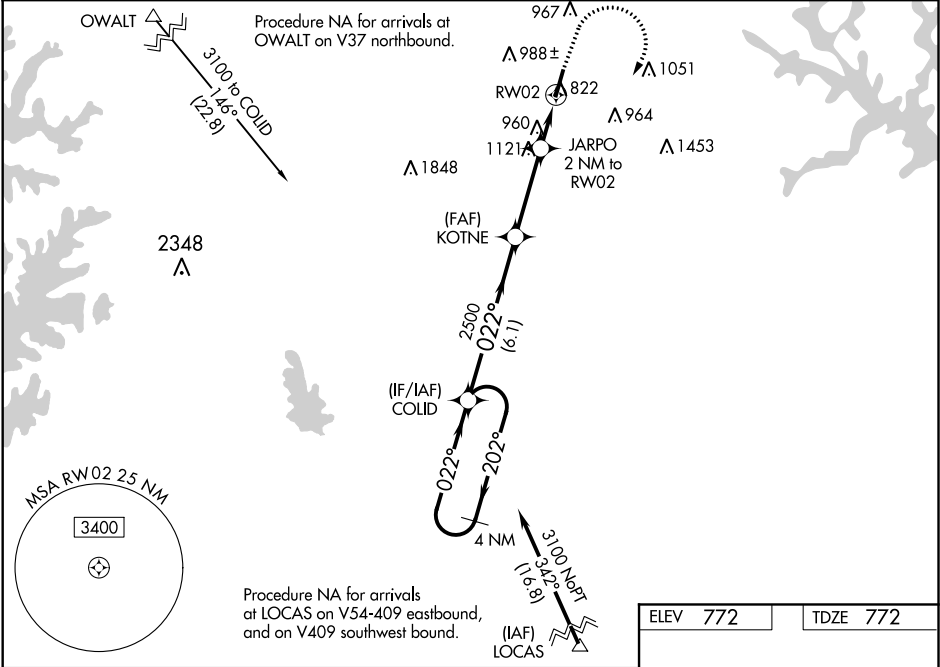 OWALT
Procedure NA for arrivals at
OWALT on V37 northbound.
3100 to COLID
146°
(22.8)
967
988±
1051
RW02
822
960
964
1121
JARPO
2 NM to
RW02
1453
1848
(FAF)
KOTNE
2348
2500
022°
(6.1)
(IF/IAF)
COLID
022°
202°
4 NM
MSA RW02 25 NM
3400
3100 NoPT
342°
(16.8)
Procedure NA for arrivals
at LOCAS on V54-409 eastbound,
and on V409 southwest bound.
(IAF)
LOCAS
ELEV 772
TDZE 772